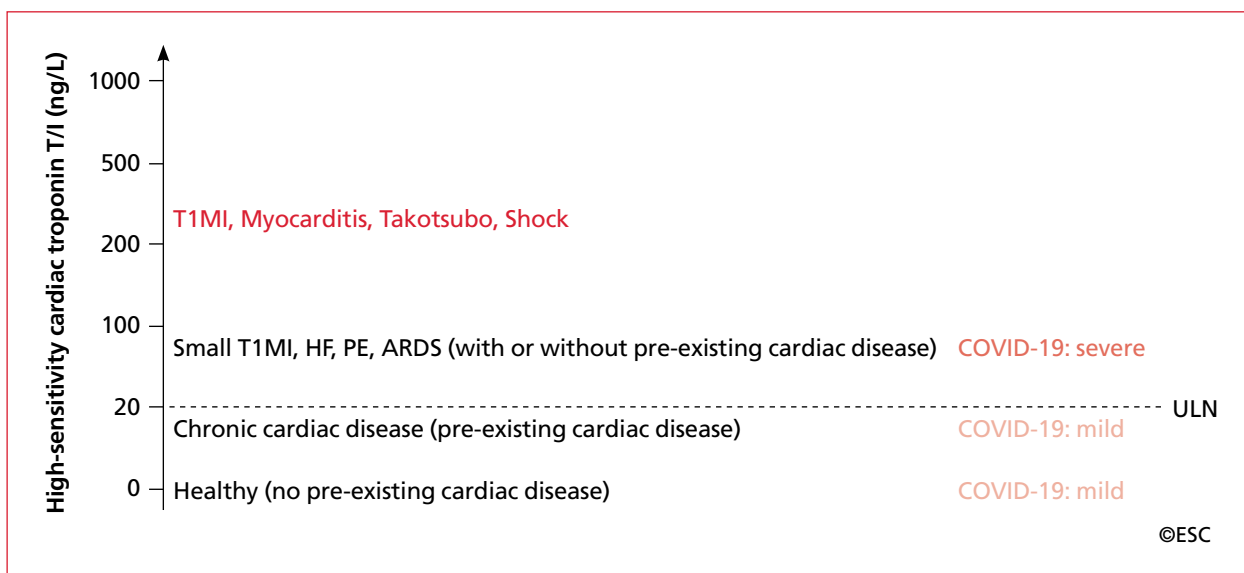 High-sensitivity cardiac troponin T/I (ng/L)
1000
500
T1MI, Myocarditis, Takotsubo, Shock
200
100
Small T1MI, HF, PE, ARDS (with or without pre-existing cardiac disease) COVID-19: severe
20 ULN
Chronic cardiac disease (pre-existing cardiac disease) COVID-19: mild
0 Healthy (no pre-existing cardiac disease) COVID-19: mild
©ESC